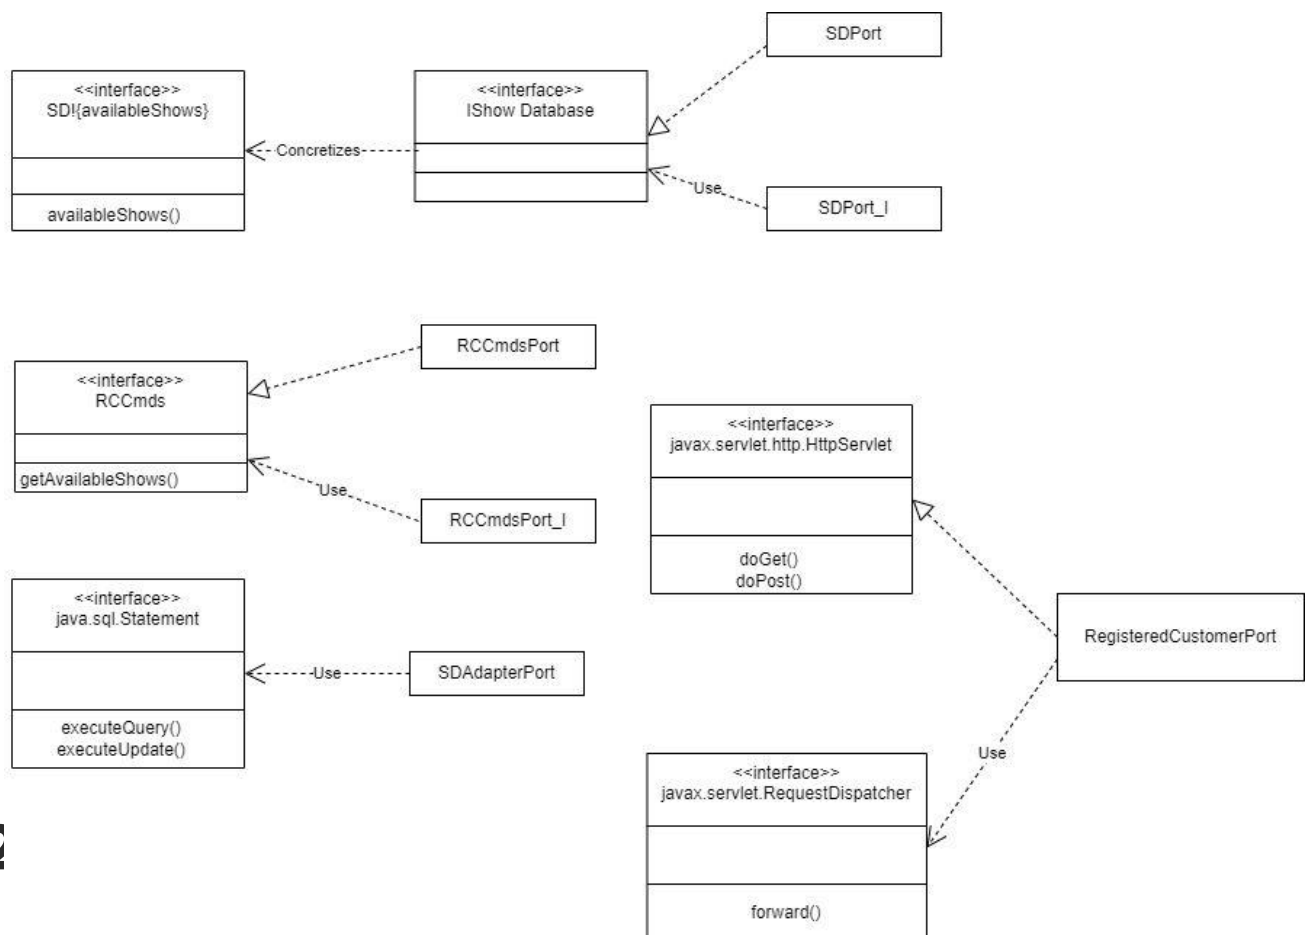 SDPort
<<interface>>
SD!{availableShows}
availableShows()
Concretizes
<<interface>>
IShow Database
Use
SDPort_I
RCCmdsPort
<<interface>>
RCCmds
getAvailableShows()
Use
RCCmdsPort_I
<<interface>>
javax.servlet.http.HttpServlet
doGet()
doPost()
<<interface>>
java.sql.Statement
executeQuery()
executeUpdate()
Use
SDAdapterPort
RegisteredCustomerPort
Use
<<interface>>
javax.servlet.RequestDispatcher
forward()